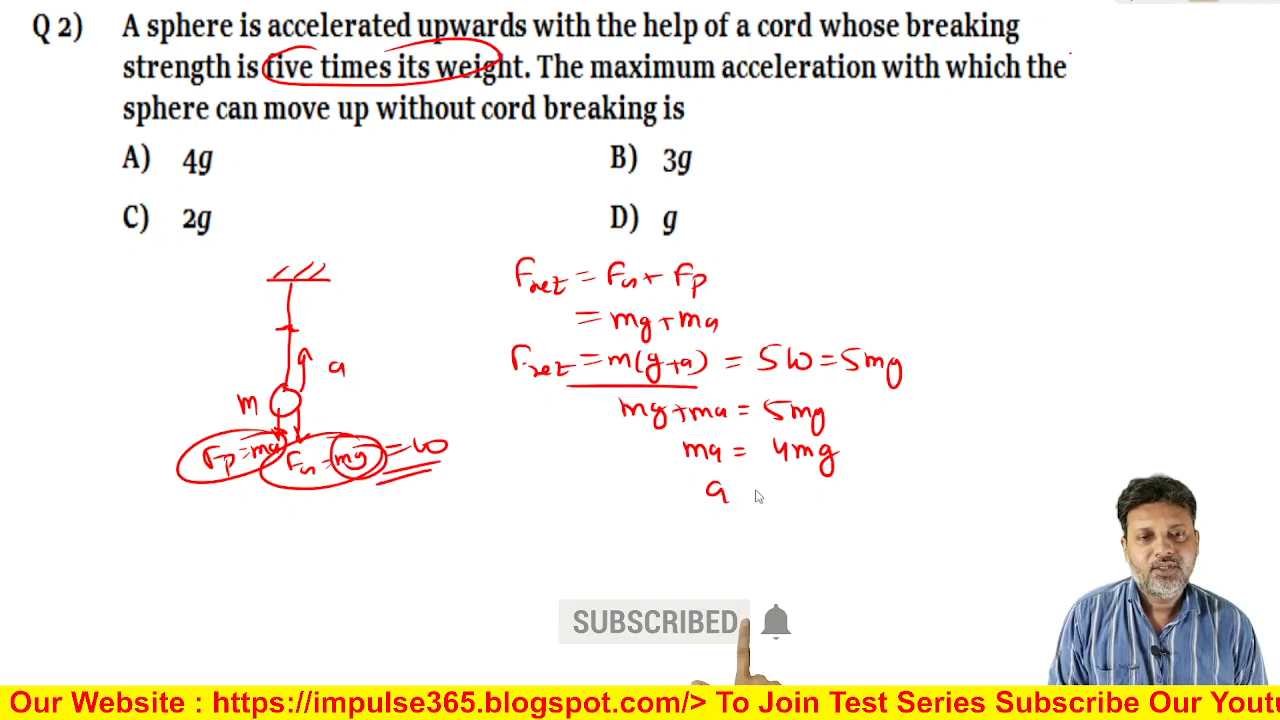 Q 2) A sphere is accelerated upwards with the help of a cord whose breaking
strength is five times its weight. The maximum acceleration with which the
sphere can move up without cord breaking is
A) 4g B) 3g
C) 2g D) g
Fnet = Fa + Fp
= mg + ma
Fnet = m(g+a) = 5W = 5mg
mg + ma = 5mg
ma = 4mg
a
a
m
Fp = ma Fa = mg = W
SUBSCRIBED
Our Website : https://impulse365.blogspot.com/> To Join Test Series Subscribe Our Yout